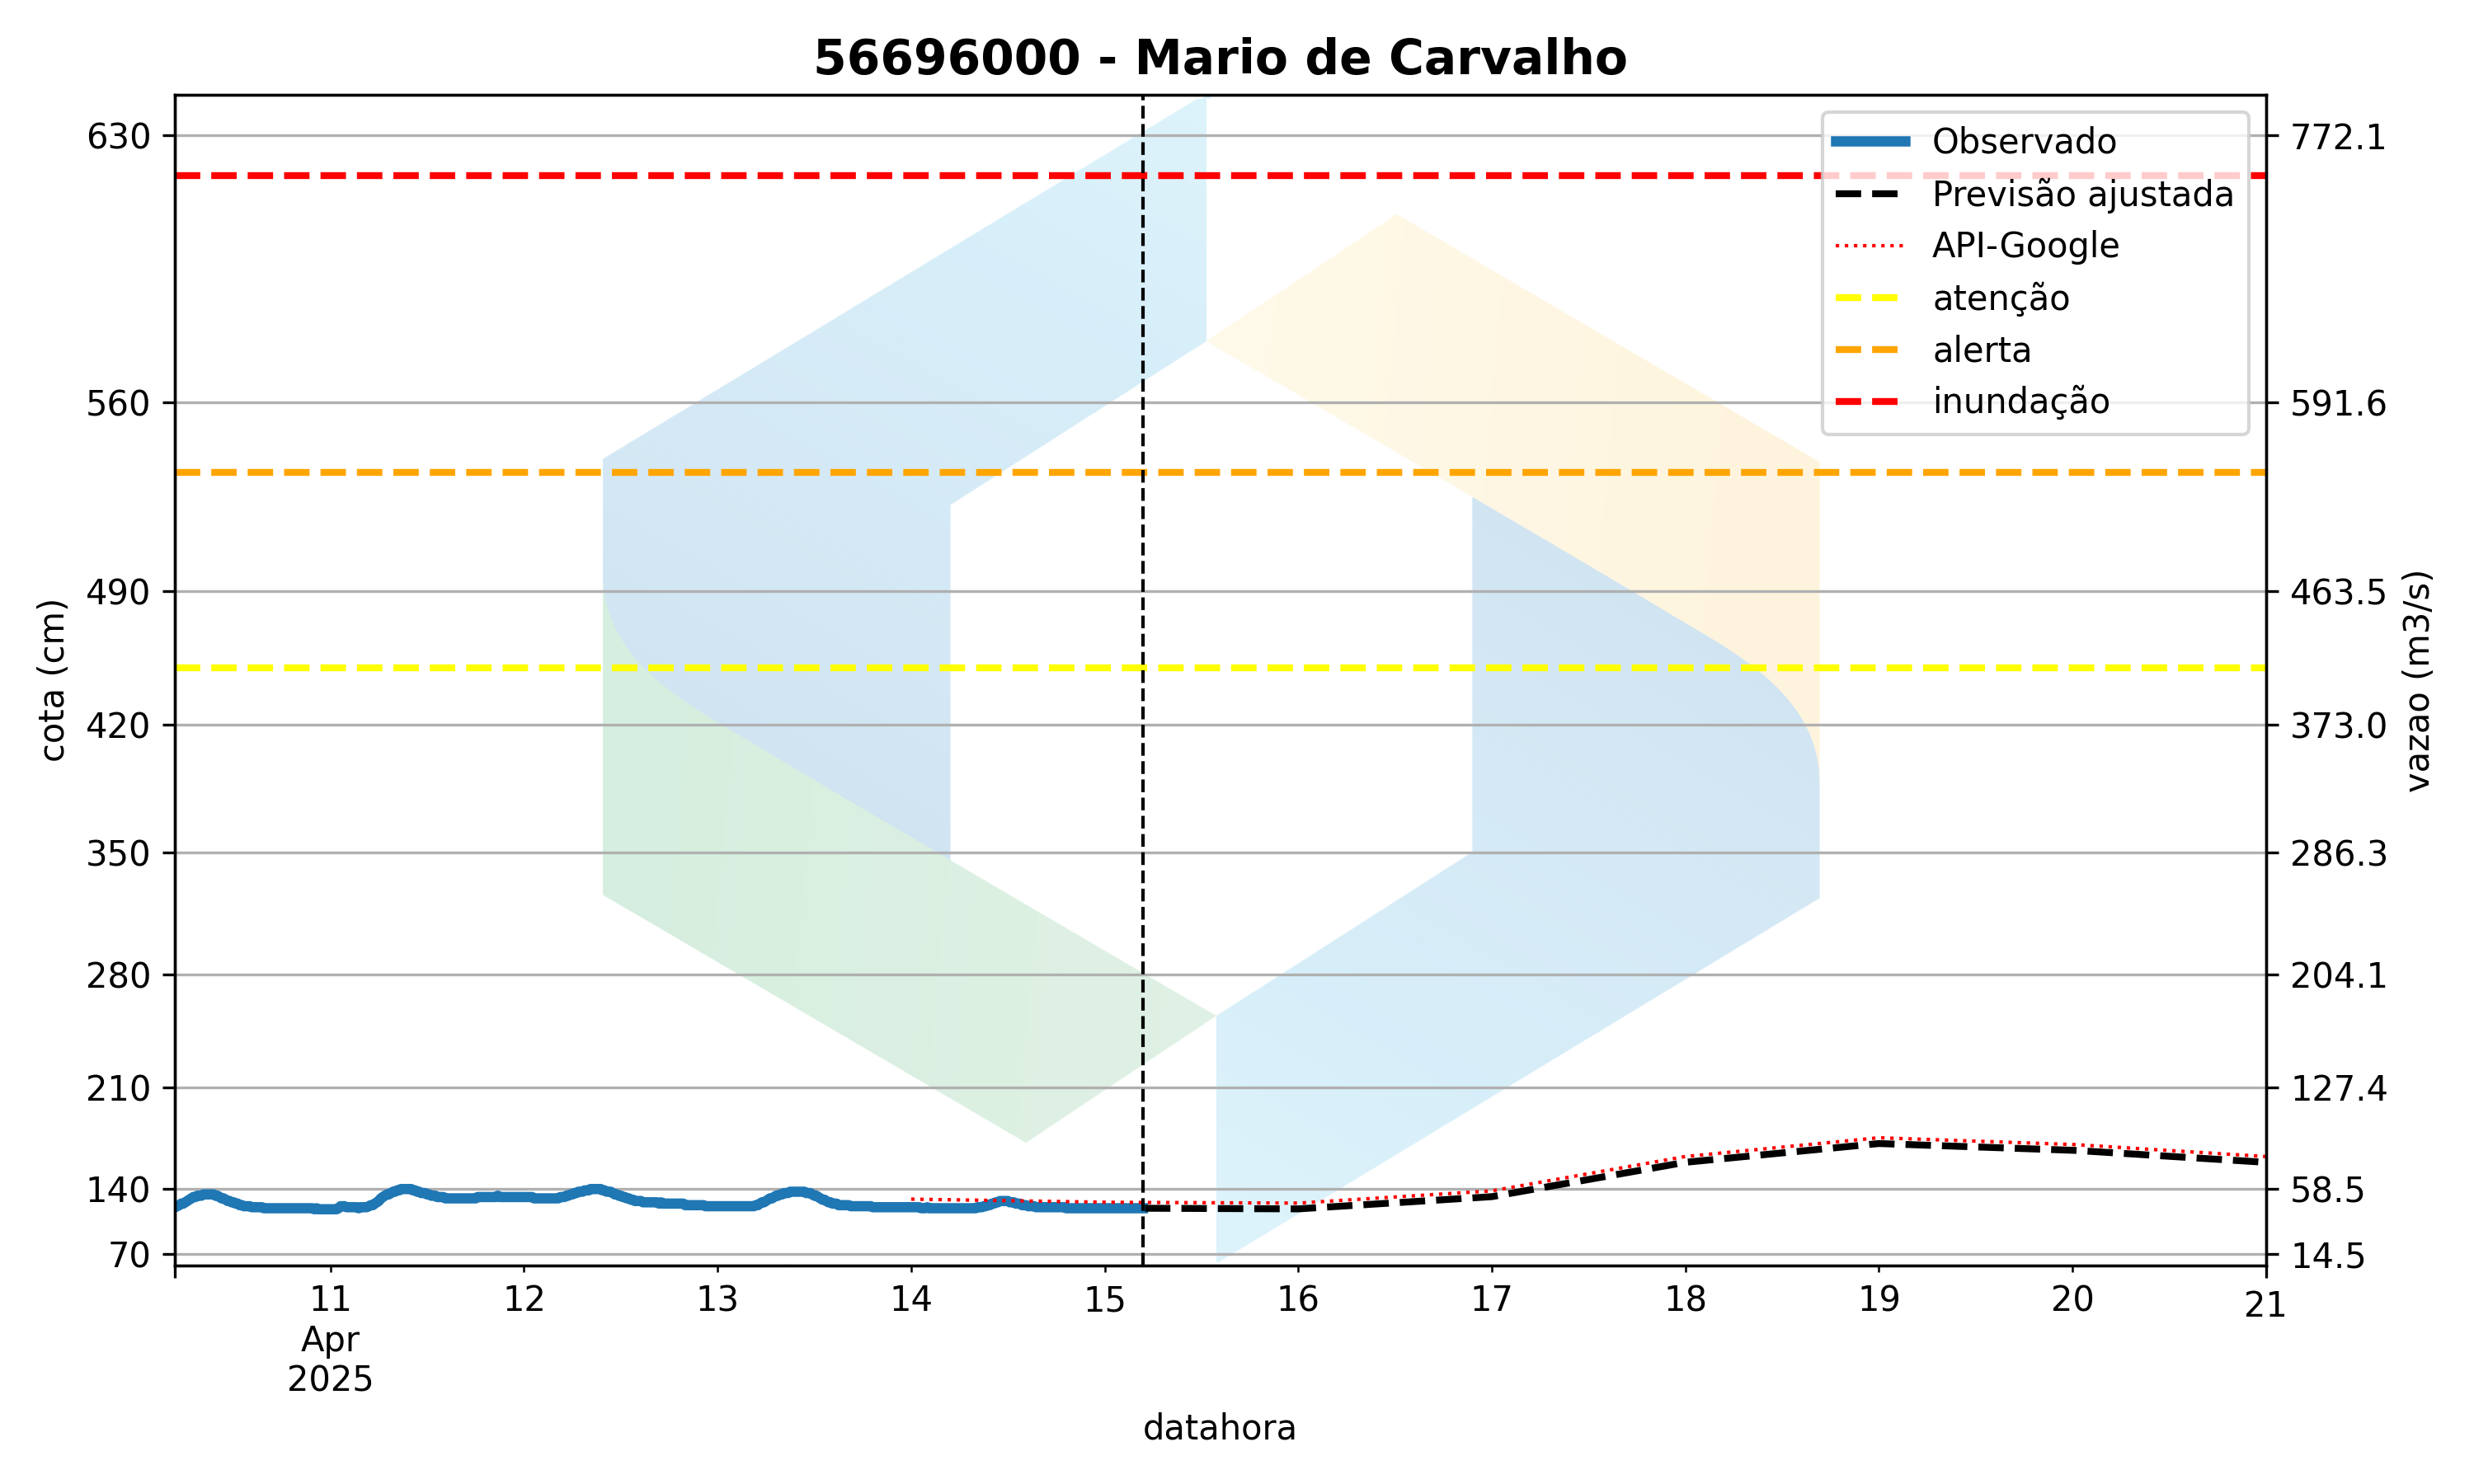 56696000 - Mario de Carvalho
630
560
490
420
350
280
210
140
70
cota (cm)
772.1
591.6
463.5
373.0
286.3
204.1
127.4
58.5
14.5
vazao (m3/s)
Observado
Previsão ajustada
API-Google
atenção
alerta
inundação
11 12 13 14 15 16 17 18 19 20 21
Apr
2025
datahora